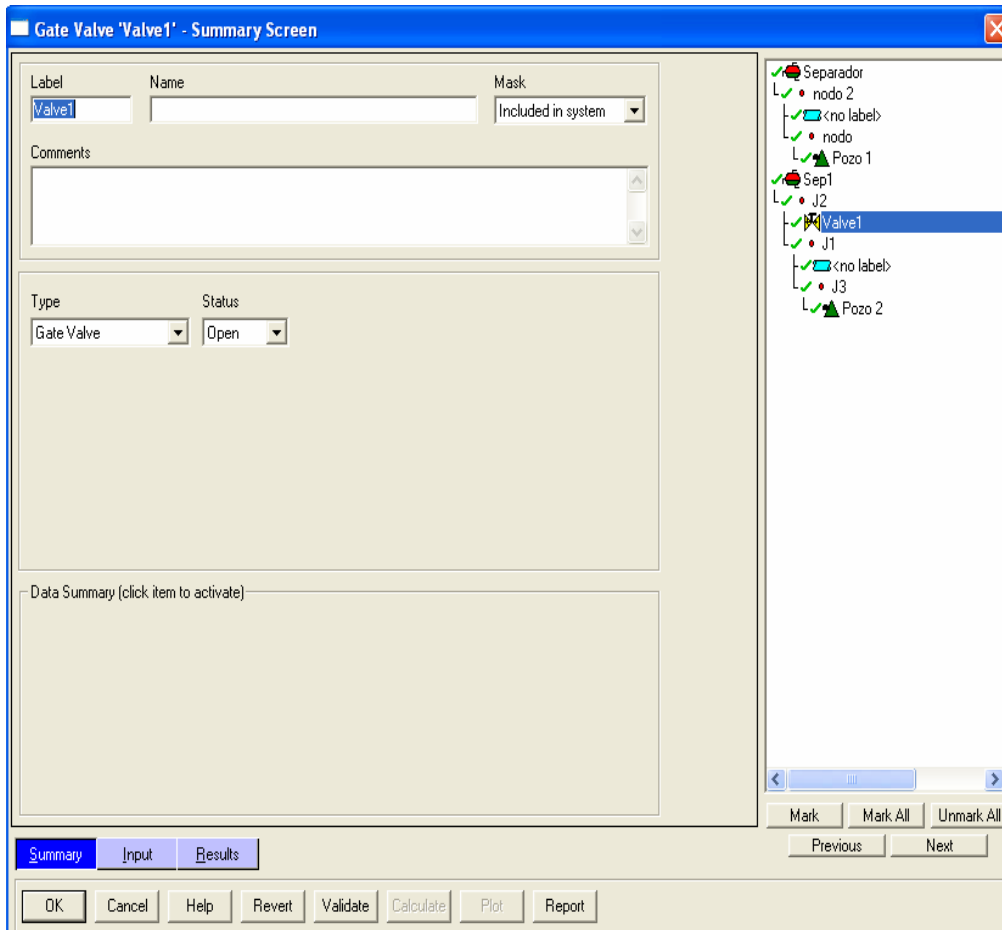 Gate Valve 'Valve1' - Summary Screen
Label Name Mask
Valve1 Included in system
Comments
Type Status
Gate Valve Open
Data Summary (click item to activate)
Separador
nodo 2
<no label>
nodo
Pozo 1
Sep1
J2
Valve1
J1
<no label>
J3
Pozo 2
Mark Mark All Unmark All
Previous Next
Summary Input Results
OK Cancel Help Revert Validate Calculate Plot Report